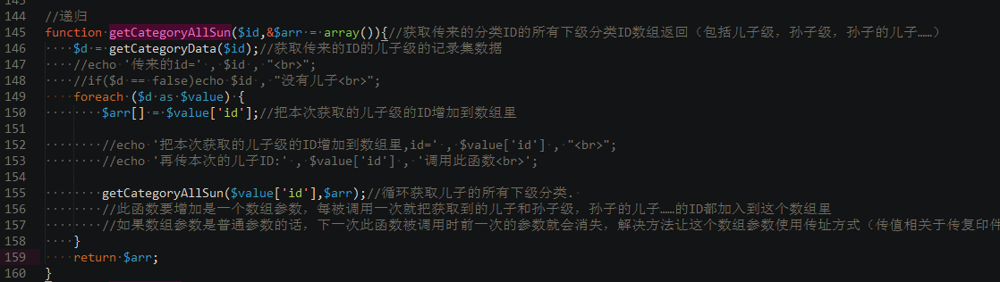 144 //递归
145 function getCategoryAllSun($id,&$arr = array()){//获取传来的分类ID的所有下级分类ID数组返回（包括儿子级，孙子级，孙子的儿子……）
146 $d = getCategoryData($id);//获取传来的ID的儿子级的记录集数据
147 //echo '传来的id=' , $id , "<br>";
148 //if($d == false)echo $id , "没有儿子<br>";
149 foreach ($d as $value) {
150 $arr[] = $value['id'];//把本次获取的儿子级的ID增加到数组里
151
152 //echo '把本次获取的儿子级的ID增加到数组里,id=' , $value['id'] , "<br>";
153 //echo '再传本次的儿子ID:' , $value['id'] , '调用此函数<br>';
154
155 getCategoryAllSun($value['id'],$arr);//循环获取儿子的所有下级分类.
156 //此函数要增加是一个数组参数，每被调用一次就把获取到的儿子和孙子级，孙子的儿子……的ID都加入到这个数组里
157 //如果数组参数是普通参数的话，下一次此函数被调用时前一次的参数就会消失，解决方法让这个数组参数使用传址方式（传值相关于传复印件
158 }
159 return $arr;
160 }